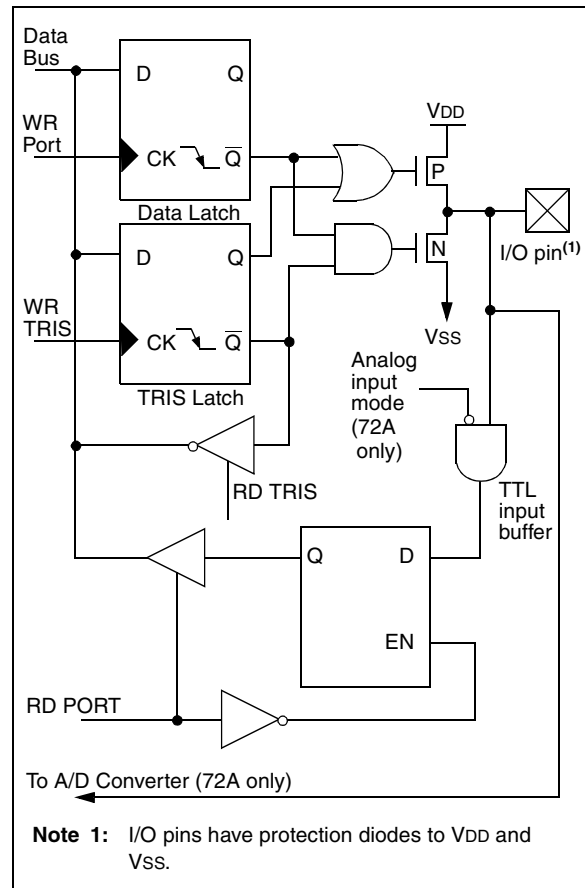 Data
Bus
D
Q
VDD
WR
Port
CK
Q
P
Data Latch
I/O pin(1)
D
Q
N
WR
TRIS
CK
Q
VSS
TRIS Latch
Analog
input
mode
(72A
only)
RD TRIS
TTL
input
buffer
Q
D
EN
RD PORT
To A/D Converter (72A only)
Note 1: I/O pins have protection diodes to VDD and
VSS.